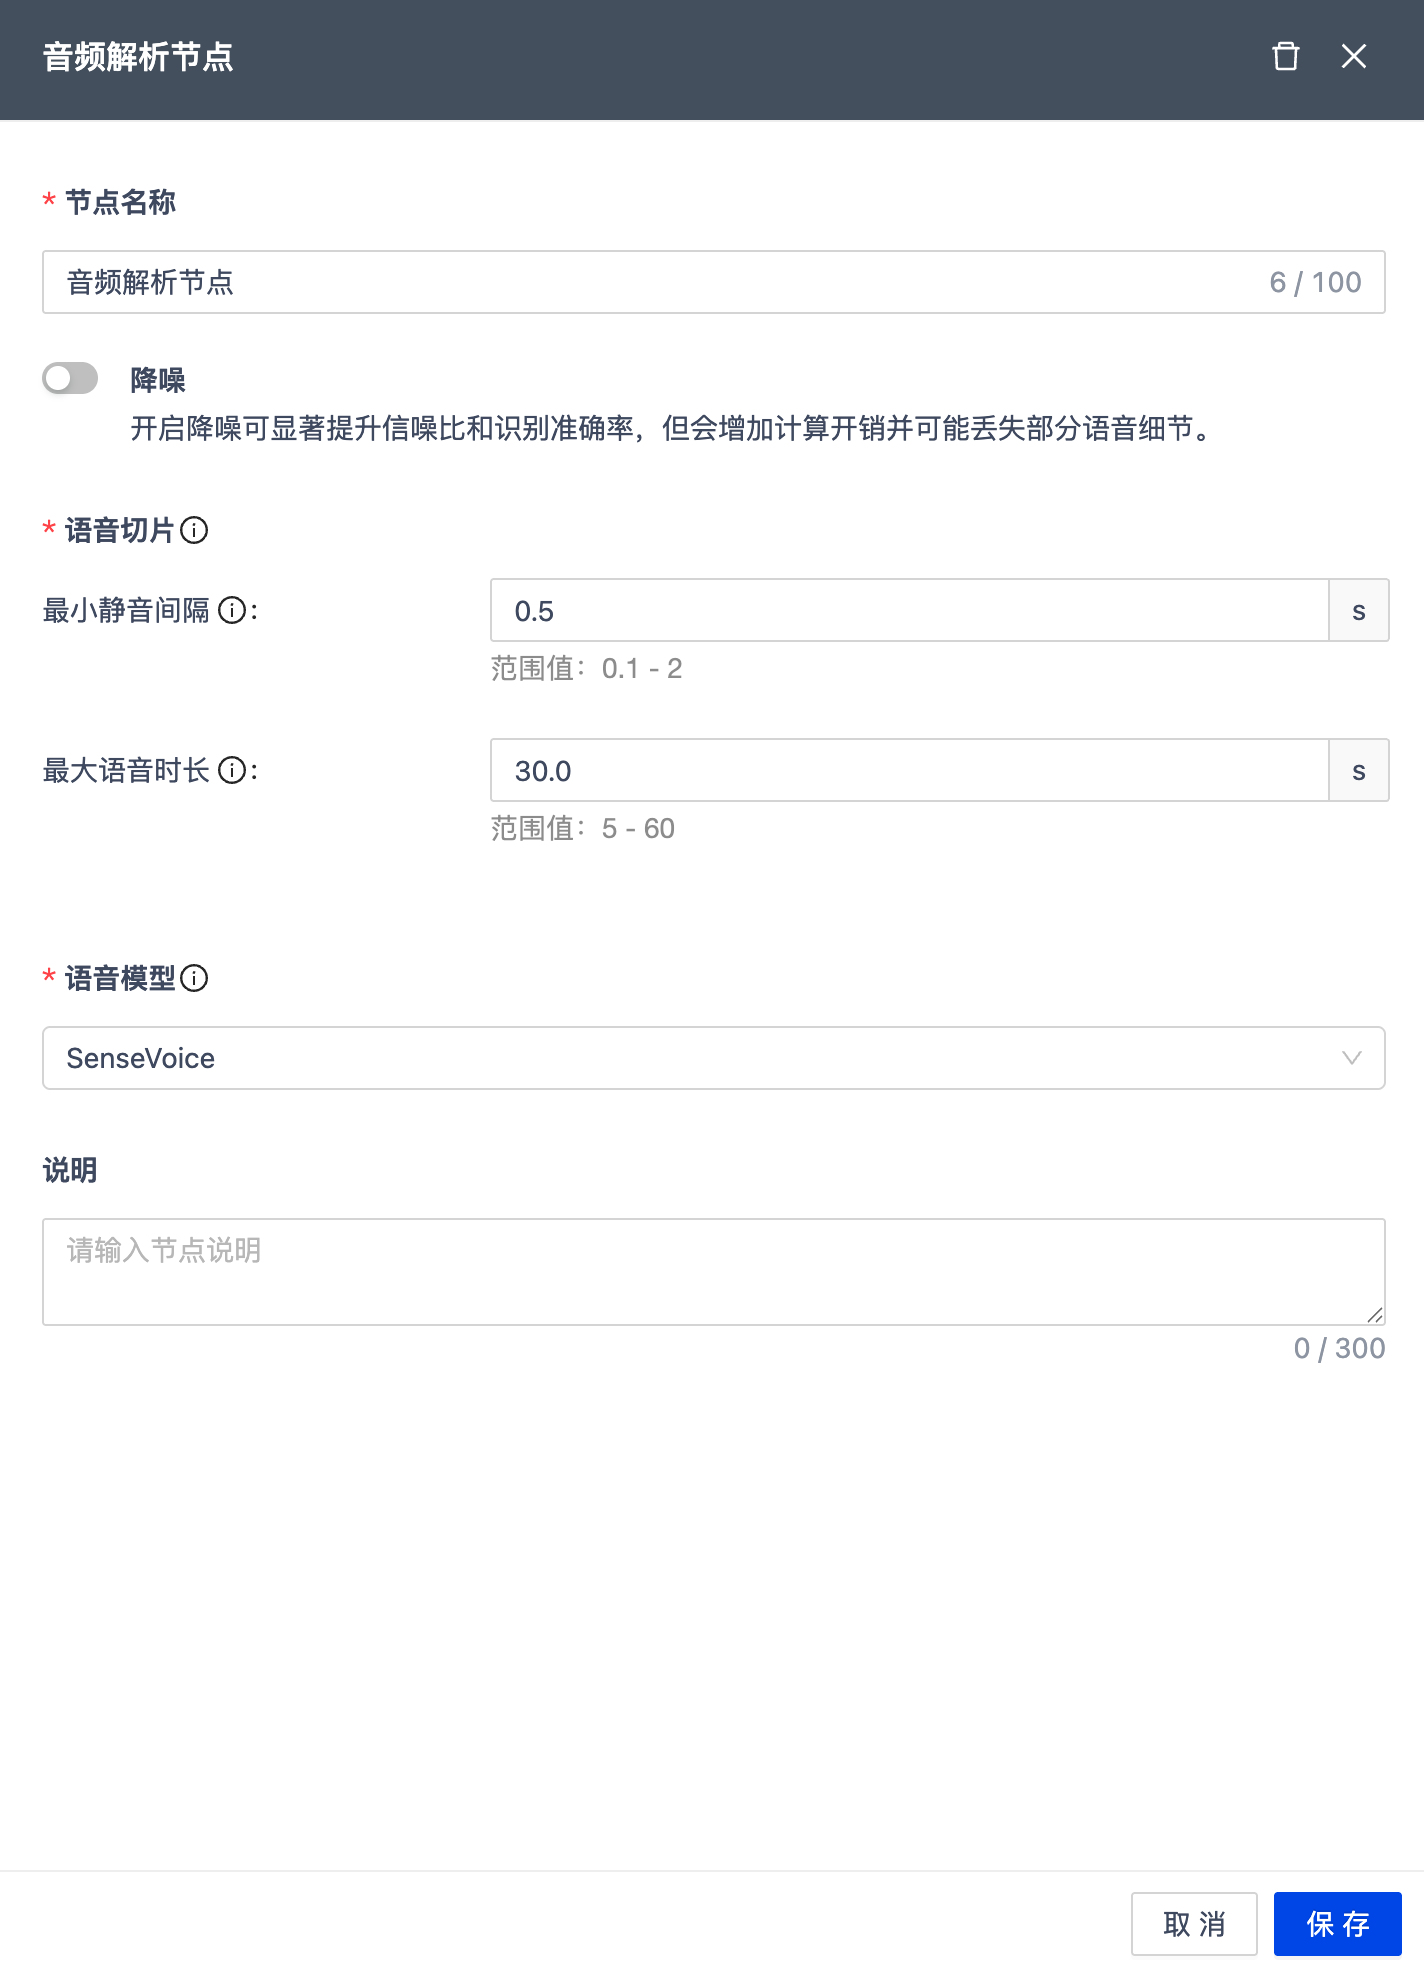 音频解析节点
* 节点名称
音频解析节点 6 / 100
降噪
开启降噪可显著提升信噪比和识别准确率，但会增加计算开销并可能丢失部分语音细节。
* 语音切片
最小静音间隔 : 0.5 s
范围值：0.1 - 2
最大语音时长 : 30.0 s
范围值：5 - 60
* 语音模型
SenseVoice
说明
请输入节点说明
0 / 300
取 消 保 存